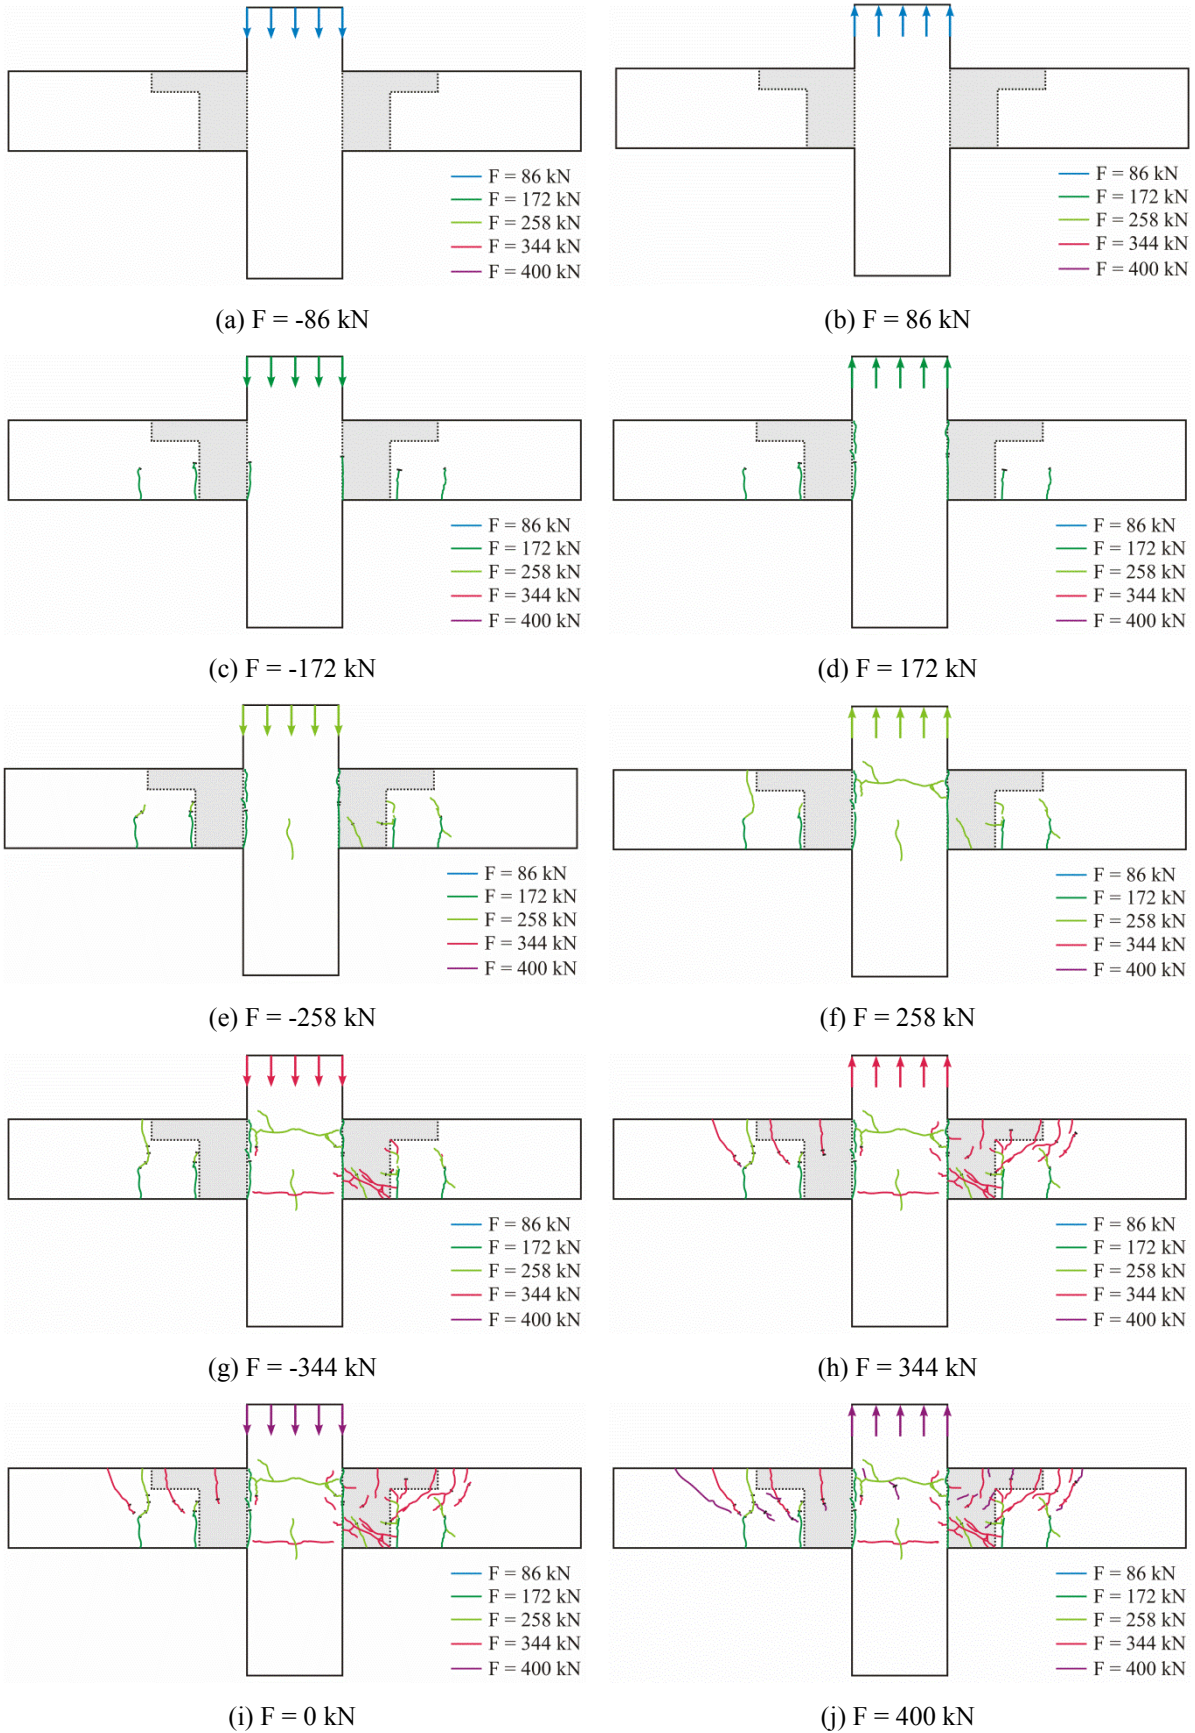 F = 86 kN
F = 172 kN
F = 258 kN
F = 344 kN
F = 400 kN
(a) F = -86 kN
F = 86 kN
F = 172 kN
F = 258 kN
F = 344 kN
F = 400 kN
(b) F = 86 kN
F = 86 kN
F = 172 kN
F = 258 kN
F = 344 kN
F = 400 kN
(c) F = -172 kN
F = 86 kN
F = 172 kN
F = 258 kN
F = 344 kN
F = 400 kN
(d) F = 172 kN
F = 86 kN
F = 172 kN
F = 258 kN
F = 344 kN
F = 400 kN
(e) F = -258 kN
F = 86 kN
F = 172 kN
F = 258 kN
F = 344 kN
F = 400 kN
(f) F = 258 kN
F = 86 kN
F = 172 kN
F = 258 kN
F = 344 kN
F = 400 kN
(g) F = -344 kN
F = 86 kN
F = 172 kN
F = 258 kN
F = 344 kN
F = 400 kN
(h) F = 344 kN
F = 86 kN
F = 172 kN
F = 258 kN
F = 344 kN
F = 400 kN
(i) F = 0 kN
F = 86 kN
F = 172 kN
F = 258 kN
F = 344 kN
F = 400 kN
(j) F = 400 kN